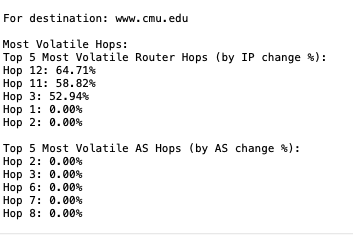 For destination: www.cmu.edu
Most Volatile Hops:
Top 5 Most Volatile Router Hops (by IP change %):
Hop 12: 64.71%
Hop 11: 58.82%
Hop 3: 52.94%
Hop 1: 0.00%
Hop 2: 0.00%
Top 5 Most Volatile AS Hops (by AS change %):
Hop 2: 0.00%
Hop 3: 0.00%
Hop 6: 0.00%
Hop 7: 0.00%
Hop 8: 0.00%